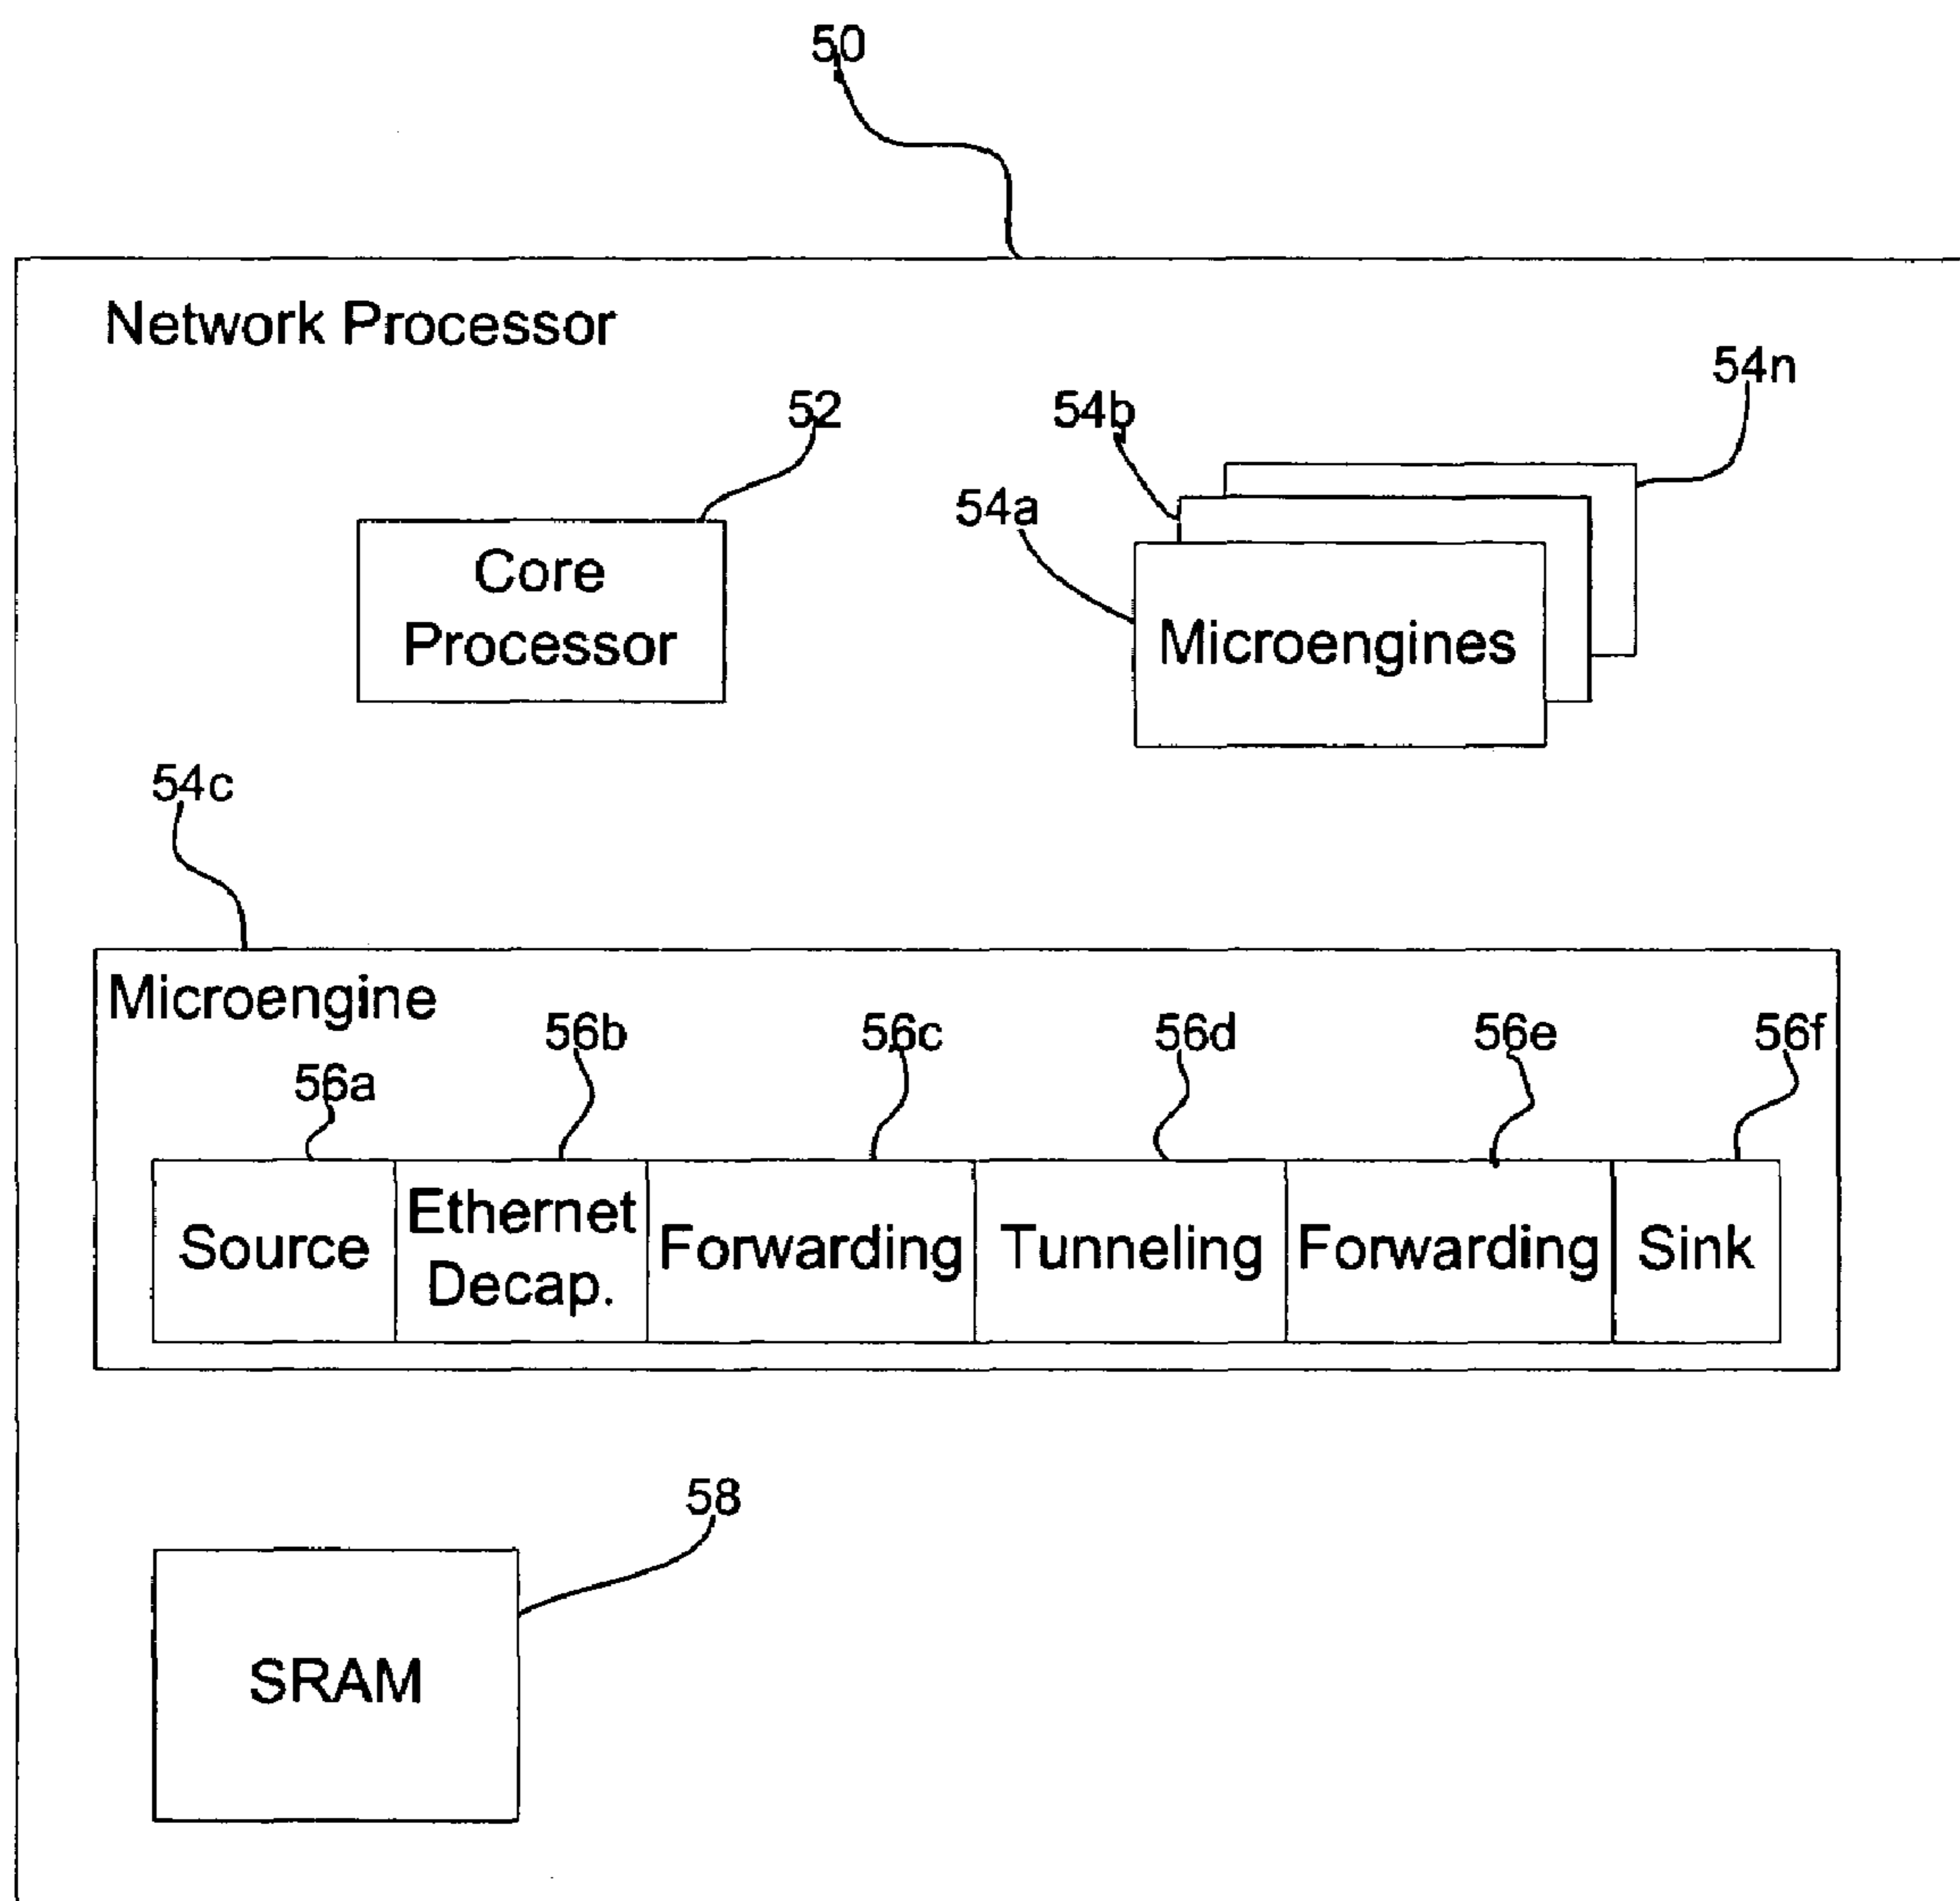 50
Network Processor
52
54b
54n
54a
Core
Processor
Microengines
54c
Microengine
56a
56b
56c
56d
56e
56f
Source
Ethernet
Decap.
Forwarding
Tunneling
Forwarding
Sink
58
SRAM